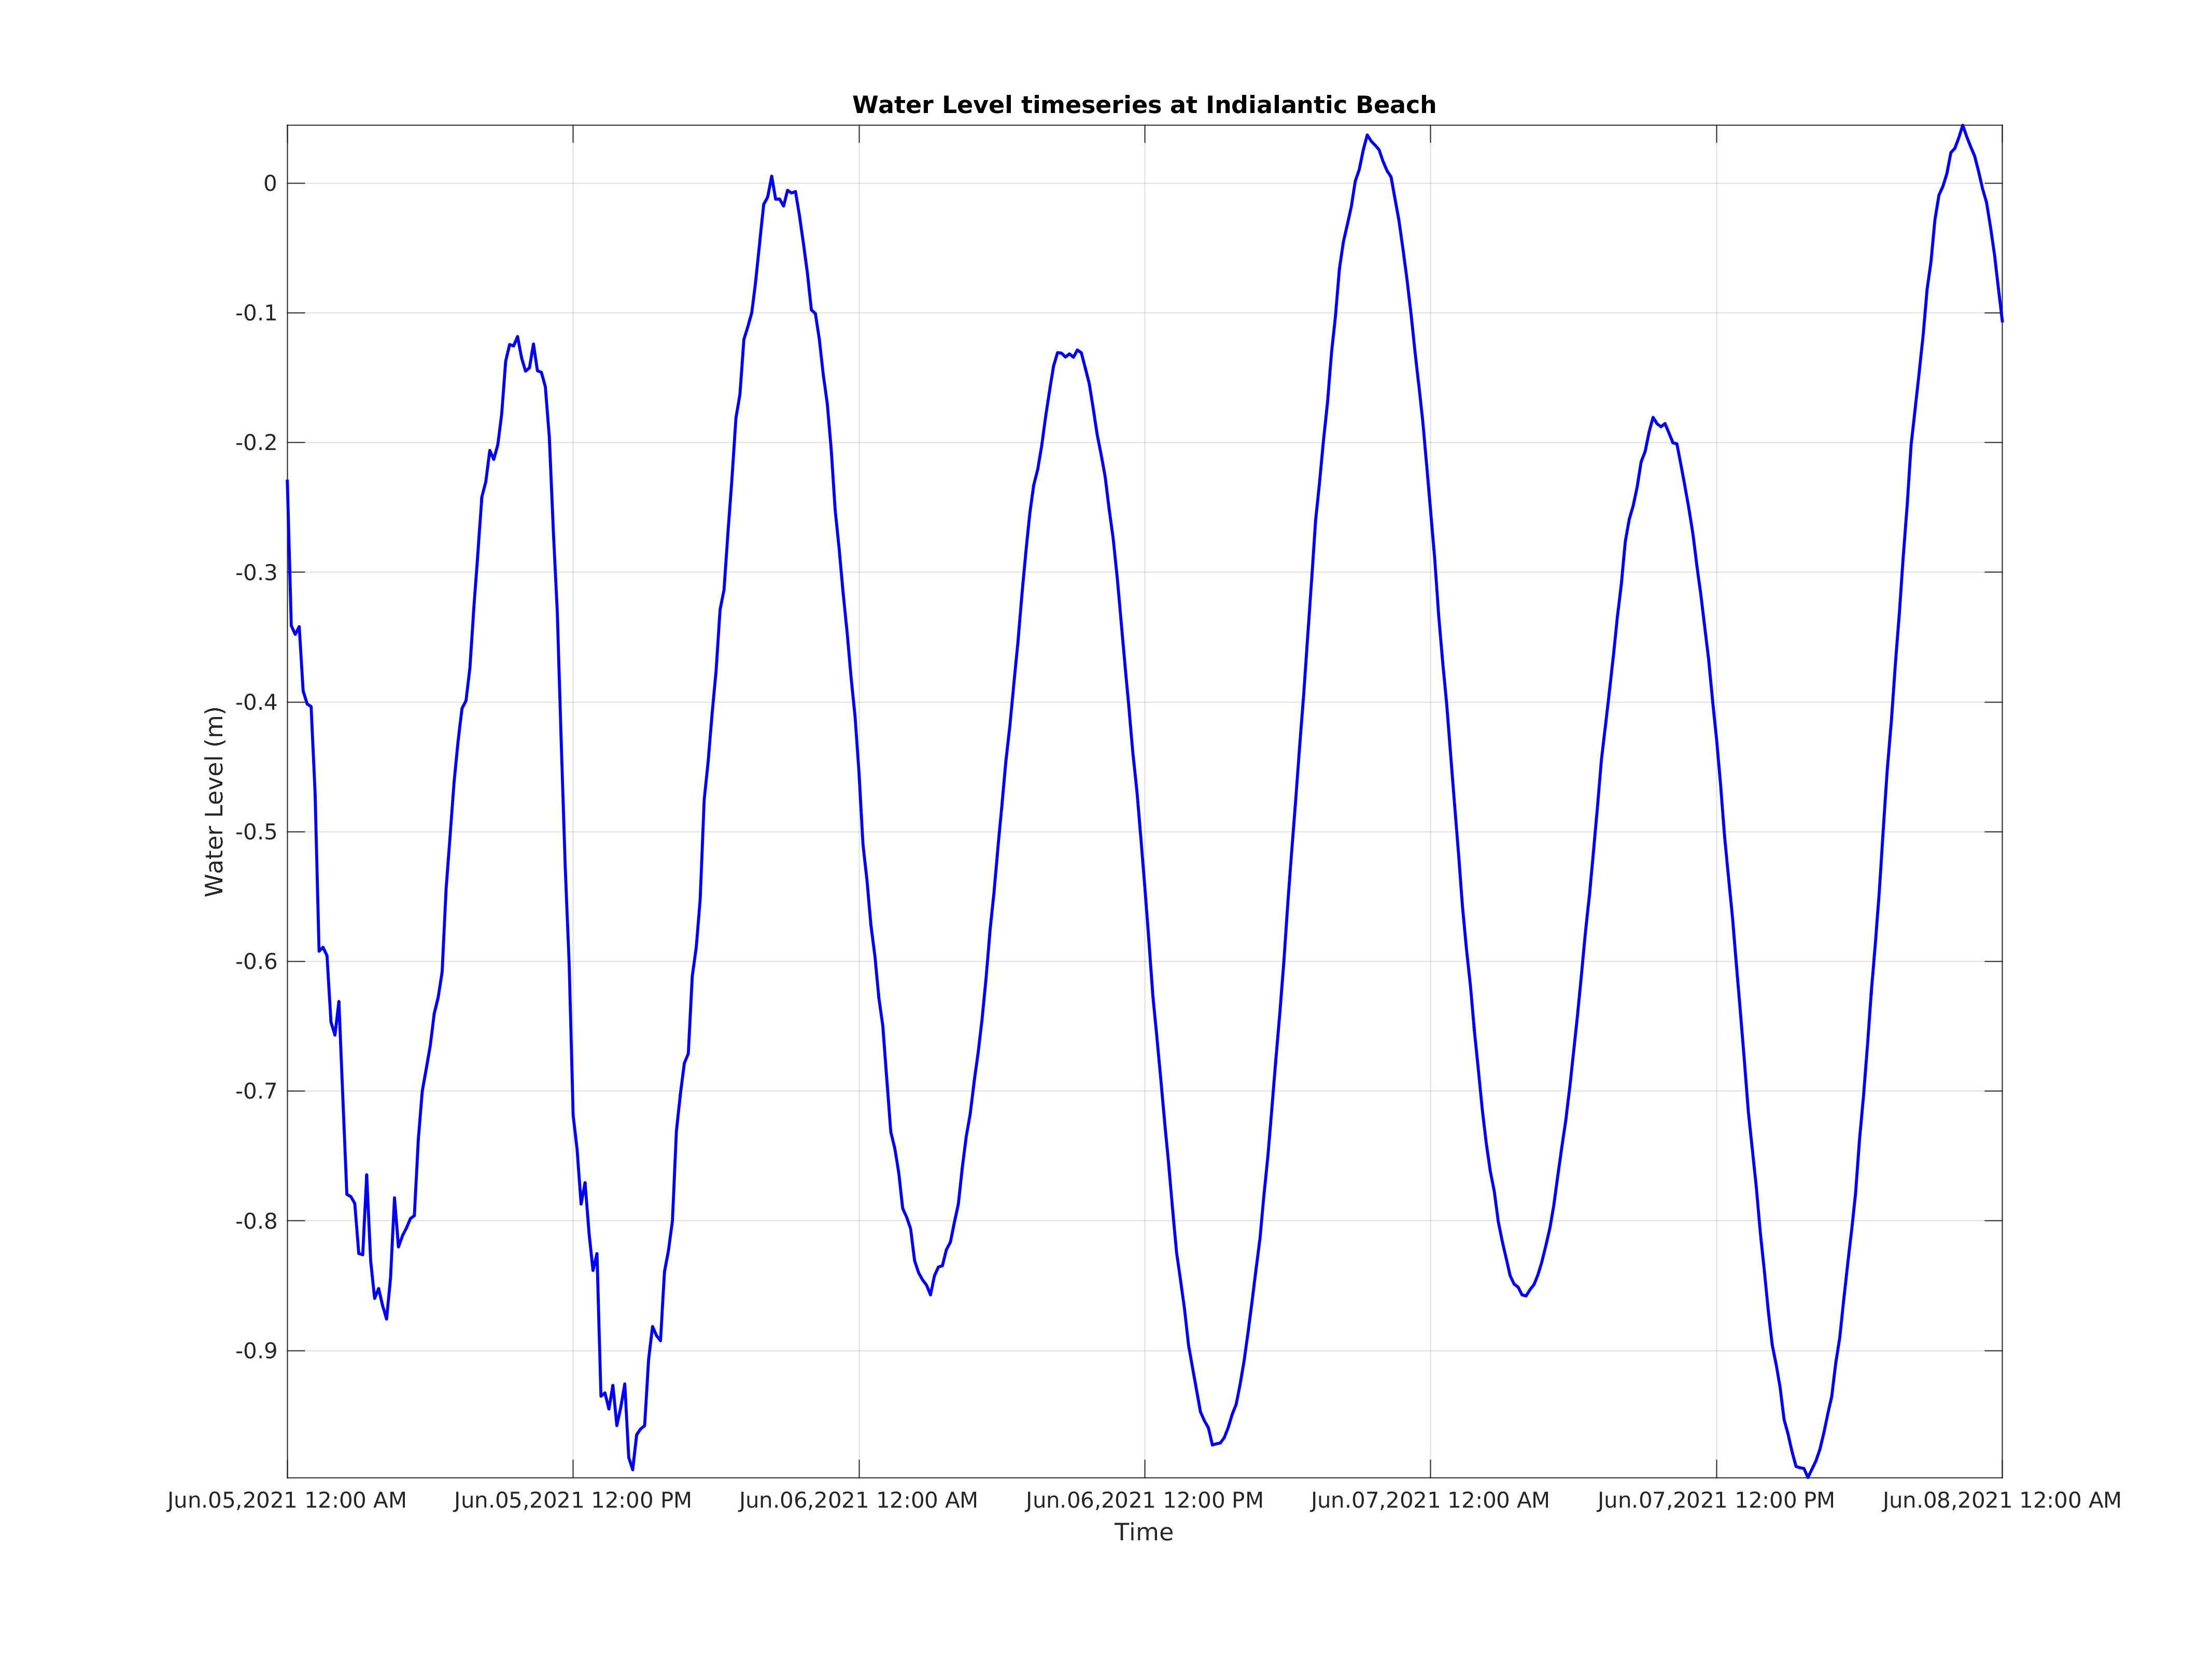 Water Level timeseries at Indialantic Beach
0
-0.1
-0.2
-0.3
-0.4
-0.5
-0.6
-0.7
-0.8
-0.9
Water Level (m)
Jun.05,2021 12:00 AM Jun.05,2021 12:00 PM Jun.06,2021 12:00 AM Jun.06,2021 12:00 PM Jun.07,2021 12:00 AM Jun.07,2021 12:00 PM Jun.08,2021 12:00 AM
Time